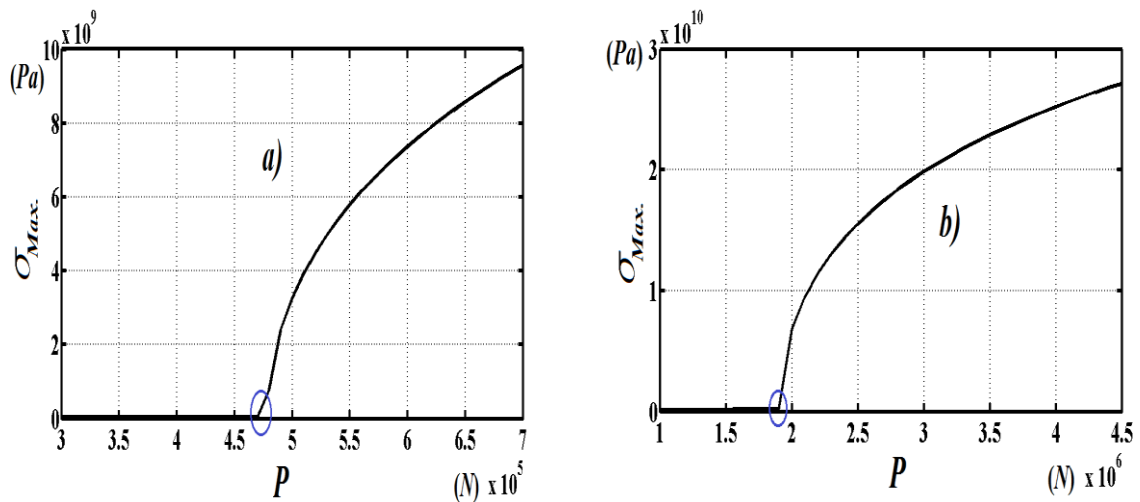 10 x 10^9
(Pa)
8
6
4
2
0
σ_Max.
a)
3 3.5 4 4.5 5 5.5 6 6.5 7
P (N) x 10^5
3 x 10^10
(Pa)
2
1
0
σ_Max.
b)
1 1.5 2 2.5 3 3.5 4 4.5
P (N) x 10^6